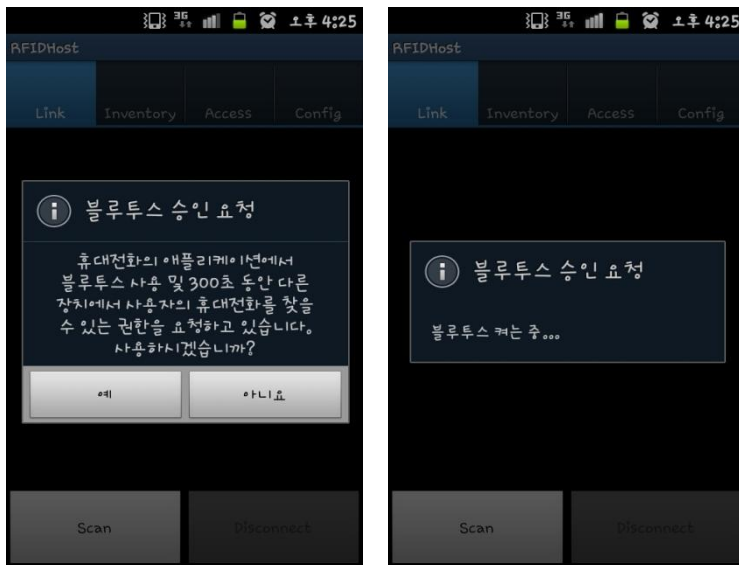 3G
오후 4:25
RFIDHost
Link
Inventory
Access
Config
블루투스 승인 요청
휴대전화의 애플리케이션에서
블루투스 사용 및 300초 동안 다른
장치에서 사용자의 휴대전화를 찾을
수 있는 권한을 요청하고 있습니다.
사용하시겠습니까?
예
아니요
Scan
Disconnect
3G
오후 4:25
RFIDHost
Link
Inventory
Access
Config
블루투스 승인 요청
블루투스 켜는 중...
Scan
Disconnect